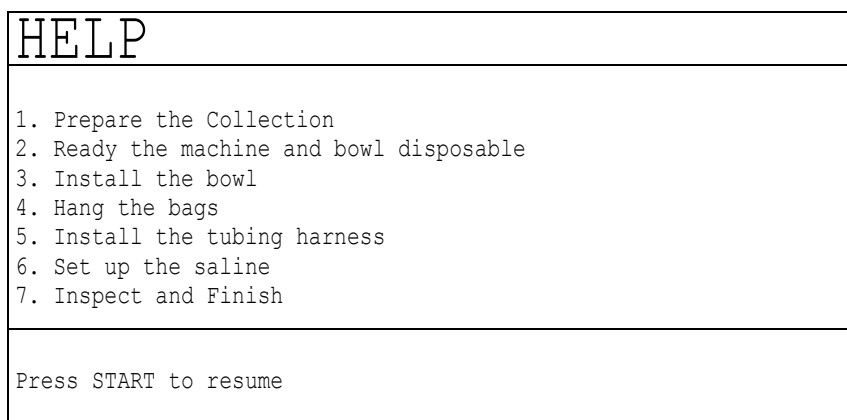 HELP
1. Prepare the Collection
2. Ready the machine and bowl disposable
3. Install the bowl
4. Hang the bags
5. Install the tubing harness
6. Set up the saline
7. Inspect and Finish
Press START to resume